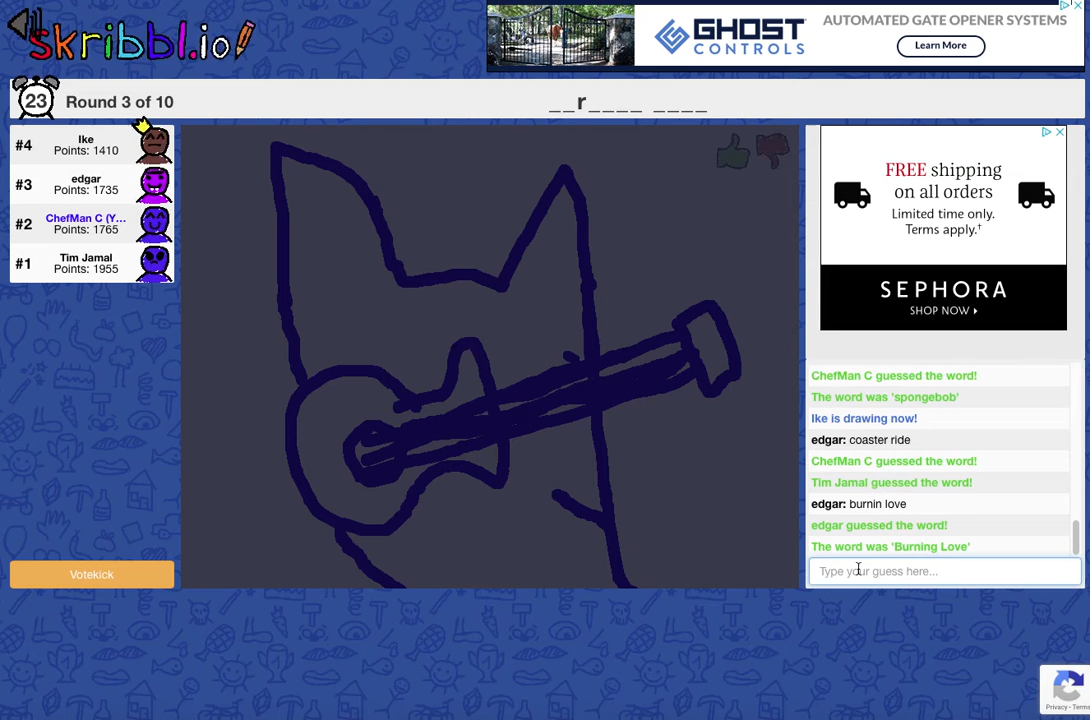 skribbl.io
GHOST
CONTROLS
AUTOMATED GATE OPENER SYSTEMS
Learn More
23
Round 3 of 10
__r____ ____
#4
Ike
Points: 1410
#3
edgar
Points: 1735
#2
ChefMan C (Y...
Points: 1765
#1
Tim Jamal
Points: 1955
Votekick
FREE shipping
on all orders
Limited time only.
Terms apply.†
SEPHORA
SHOP NOW
ChefMan C guessed the word!
The word was 'spongebob'
Ike is drawing now!
edgar: coaster ride
ChefMan C guessed the word!
Tim Jamal guessed the word!
edgar: burnin love
edgar guessed the word!
The word was 'Burning Love'
Type your guess here...
Privacy - Terms